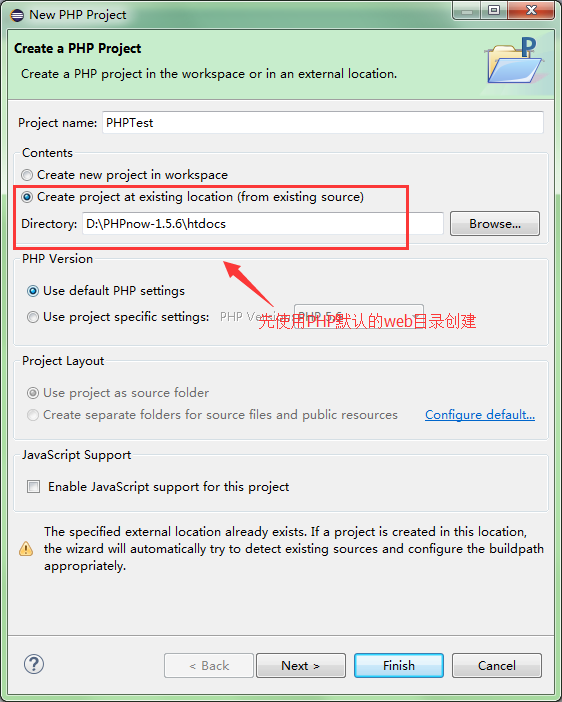 New PHP Project
Create a PHP Project
Create a PHP project in the workspace or in an external location.
Project name: PHPTest
Contents
Create new project in workspace
Create project at existing location (from existing source)
Directory: D:\PHPnow-1.5.6\htdocs Browse...
PHP Version
Use default PHP settings
Use project specific settings: PHP Version: PHP 5.6
先使用PHP默认的web目录创建
Project Layout
Use project as source folder
Create separate folders for source files and public resources Configure default...
JavaScript Support
Enable JavaScript support for this project
The specified external location already exists. If a project is created in this location,
the wizard will automatically try to detect existing sources and configure the buildpath
appropriately.
< Back Next > Finish Cancel